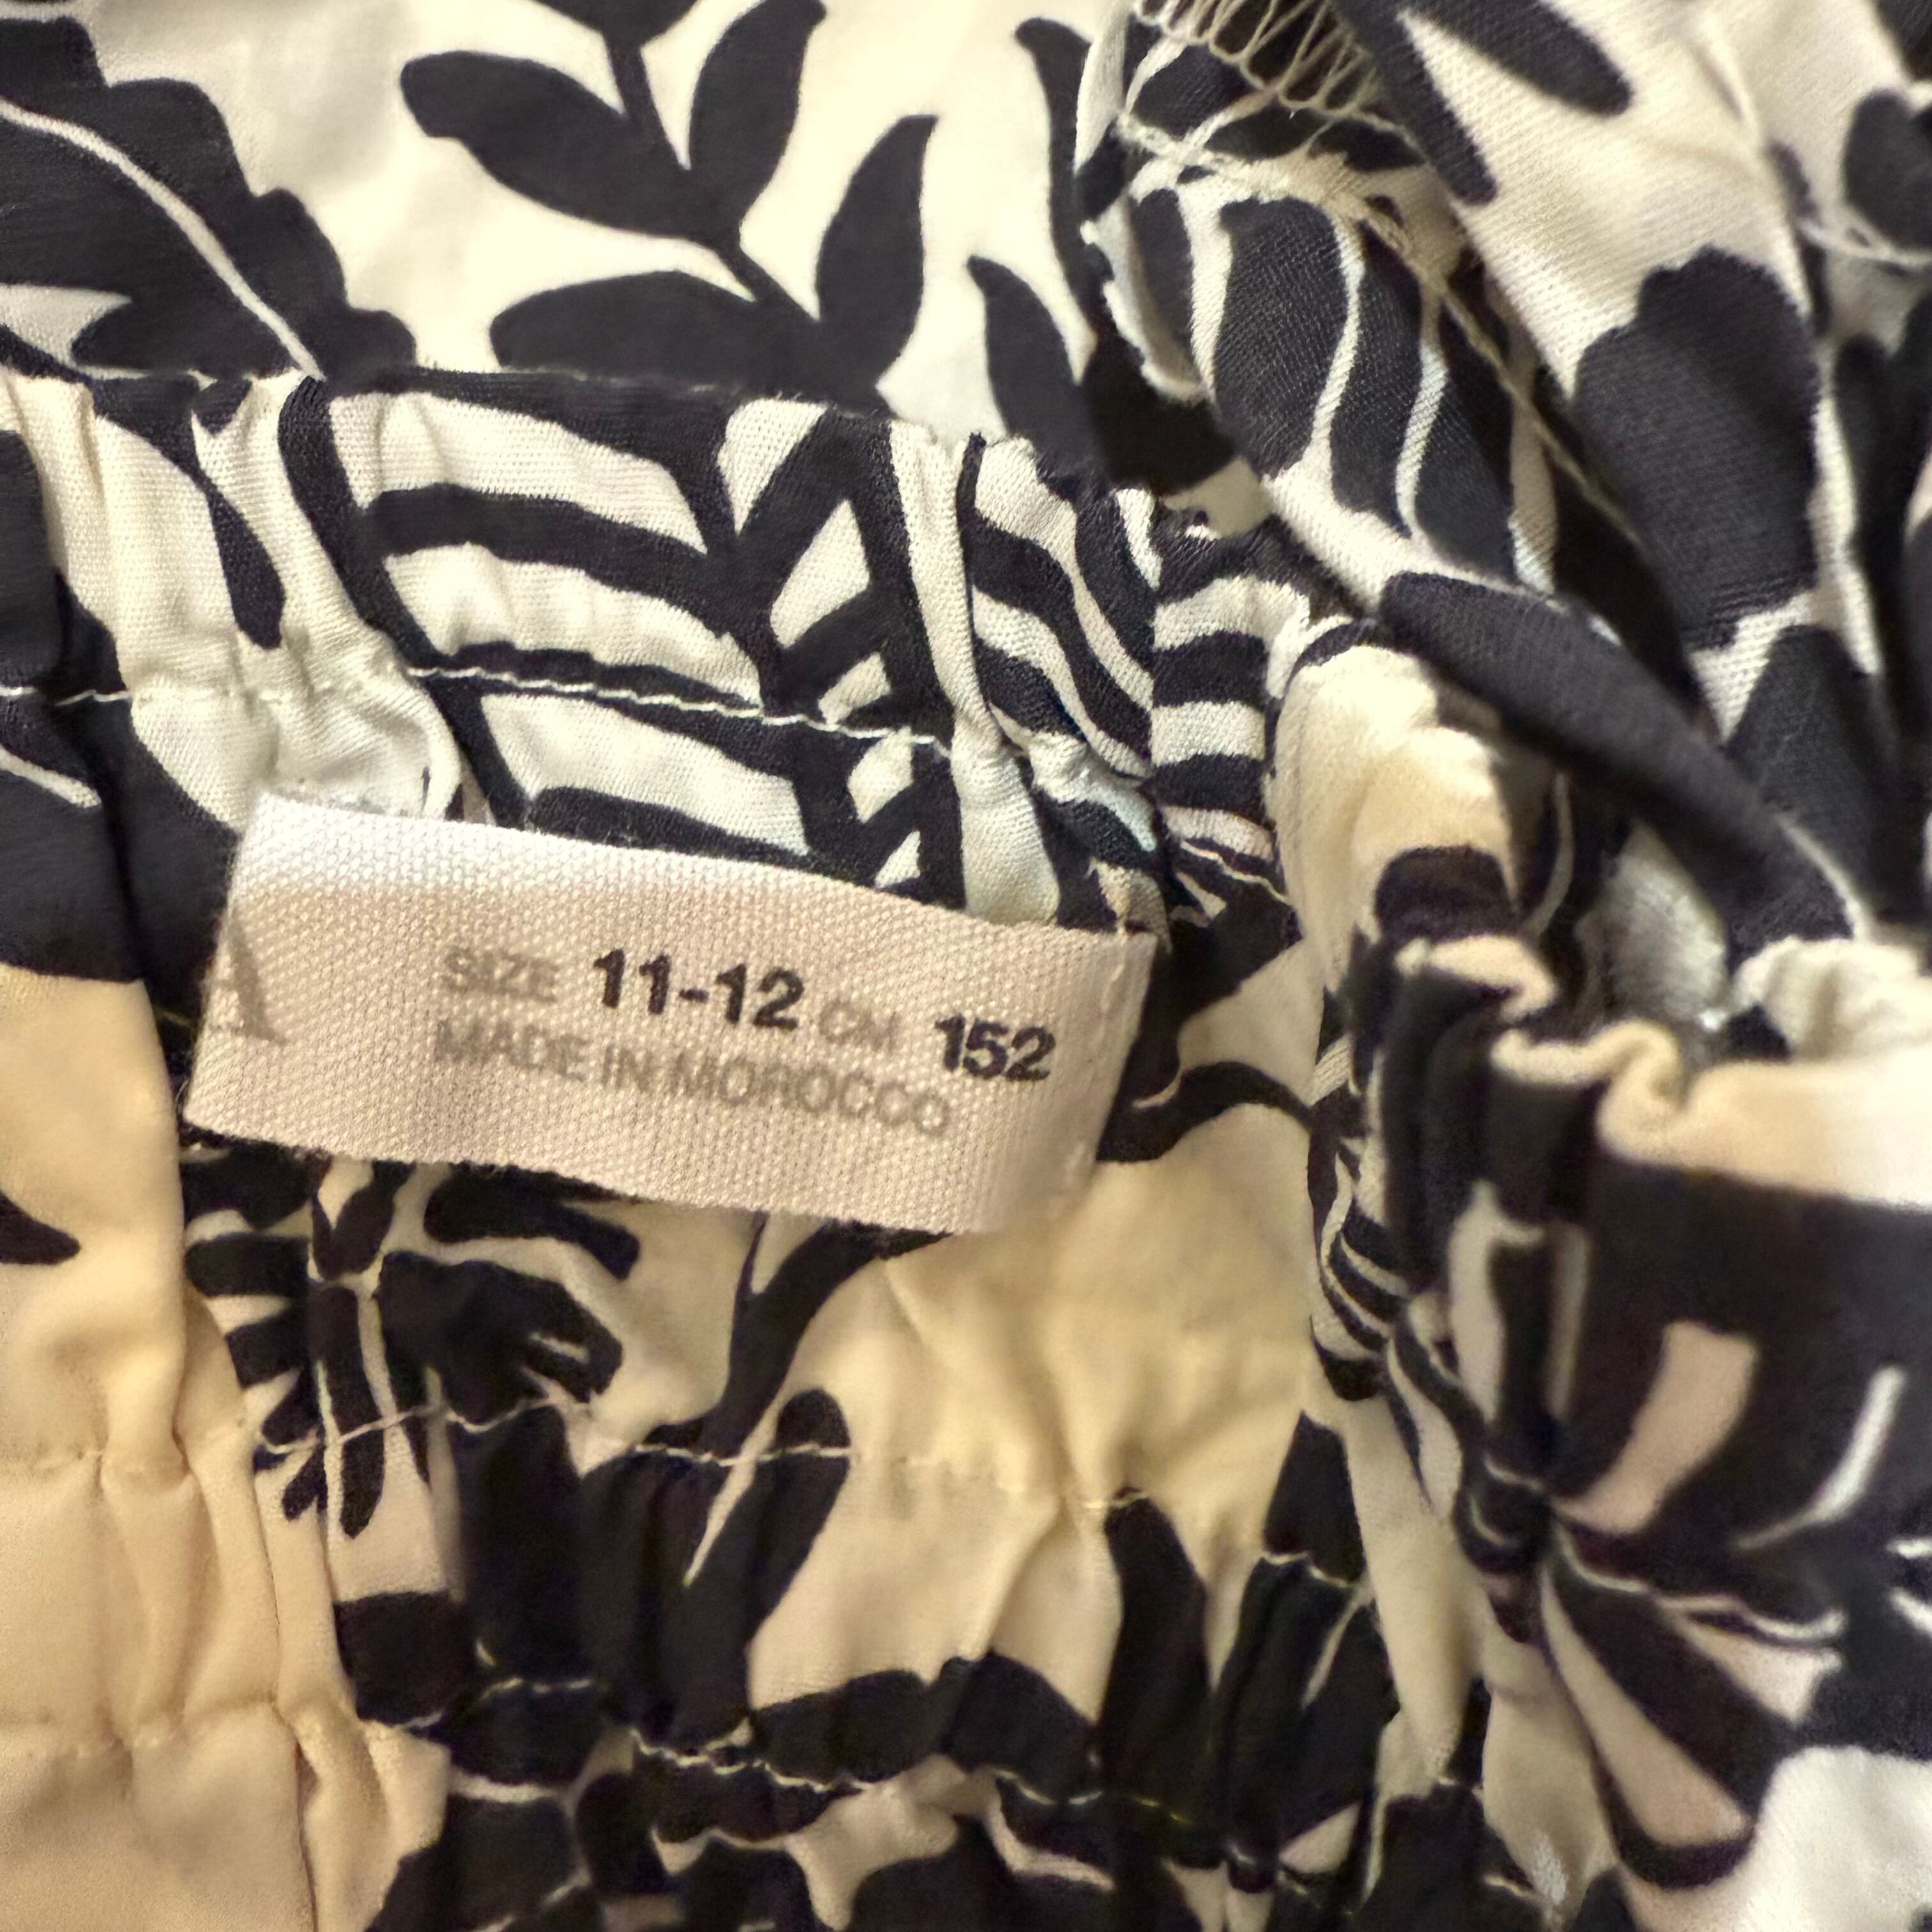 A
SIZE 11-12 CM 152
MADE IN MOROCCO